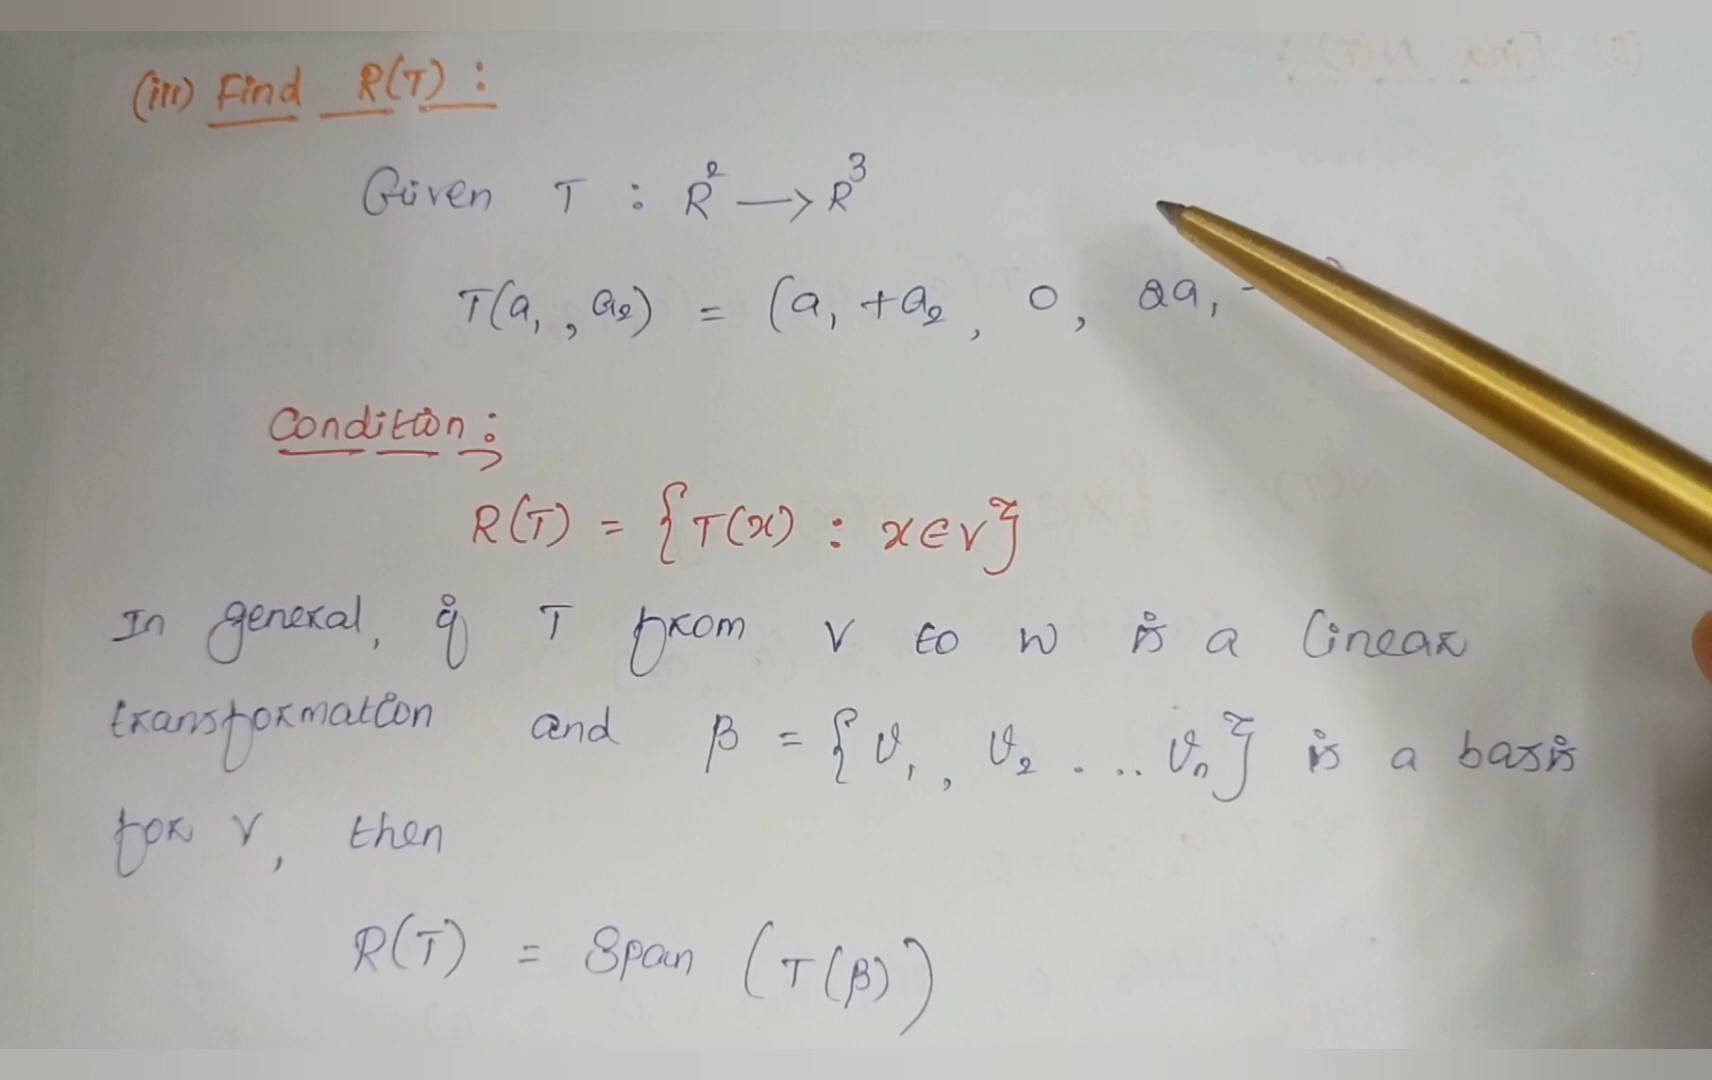 (iii) Find R(T) :
Given T : R² → R³
T(a₁, a₂) = (a₁ + a₂, 0, 2a₁ -
Condition :
R(T) = {T(x) : x ∈ V}
In general, if T from V to W is a linear
transformation and β = {v₁, v₂ .... vₙ} is a basis
for V, then
R(T) = Span (T(β))